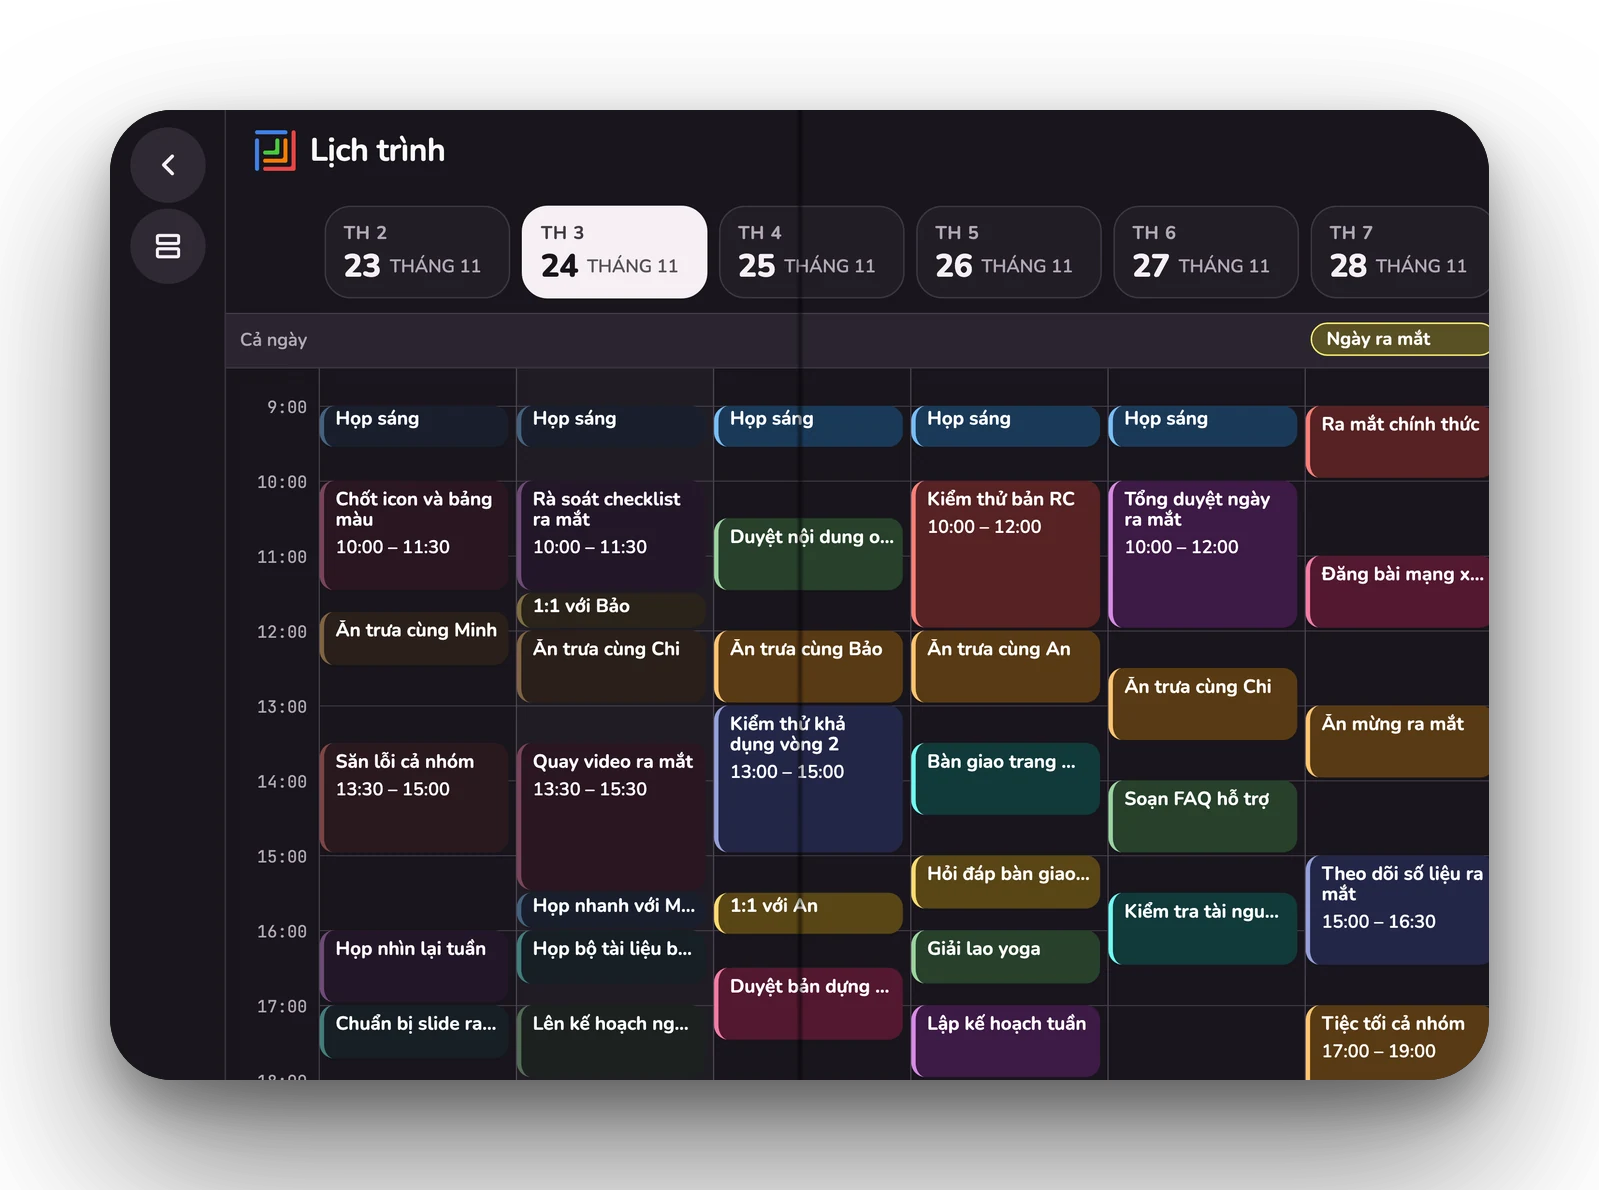 Lịch trình
TH 2
23 THÁNG 11
TH 3
24 THÁNG 11
TH 4
25 THÁNG 11
TH 5
26 THÁNG 11
TH 6
27 THÁNG 11
TH 7
28 THÁNG 11
Cả ngày
Ngày ra mắt
9:00
10:00
11:00
12:00
13:00
14:00
15:00
16:00
17:00
18:00
Họp sáng
Chốt icon và bảng
màu
10:00 – 11:30
Ăn trưa cùng Minh
Săn lỗi cả nhóm
13:30 – 15:00
Họp nhìn lại tuần
Chuẩn bị slide ra...
Họp sáng
Rà soát checklist
ra mắt
10:00 – 11:30
1:1 với Bảo
Ăn trưa cùng Chi
Quay video ra mắt
13:30 – 15:30
Họp nhanh với M...
Họp bộ tài liệu b...
Lên kế hoạch ng...
Họp sáng
Duyệt nội dung o...
Ăn trưa cùng Bảo
Kiểm thử khả
dụng vòng 2
13:00 – 15:00
1:1 với An
Duyệt bản dựng ...
Họp sáng
Kiểm thử bản RC
10:00 – 12:00
Ăn trưa cùng An
Bàn giao trang ...
Hỏi đáp bàn giao...
Giải lao yoga
Lập kế hoạch tuần
Họp sáng
Tổng duyệt ngày
ra mắt
10:00 – 12:00
Ăn trưa cùng Chi
Soạn FAQ hỗ trợ
Kiểm tra tài ngu...
Ra mắt chính thức
Đăng bài mạng x...
Ăn mừng ra mắt
Theo dõi số liệu ra
mắt
15:00 – 16:30
Tiệc tối cả nhóm
17:00 – 19:00